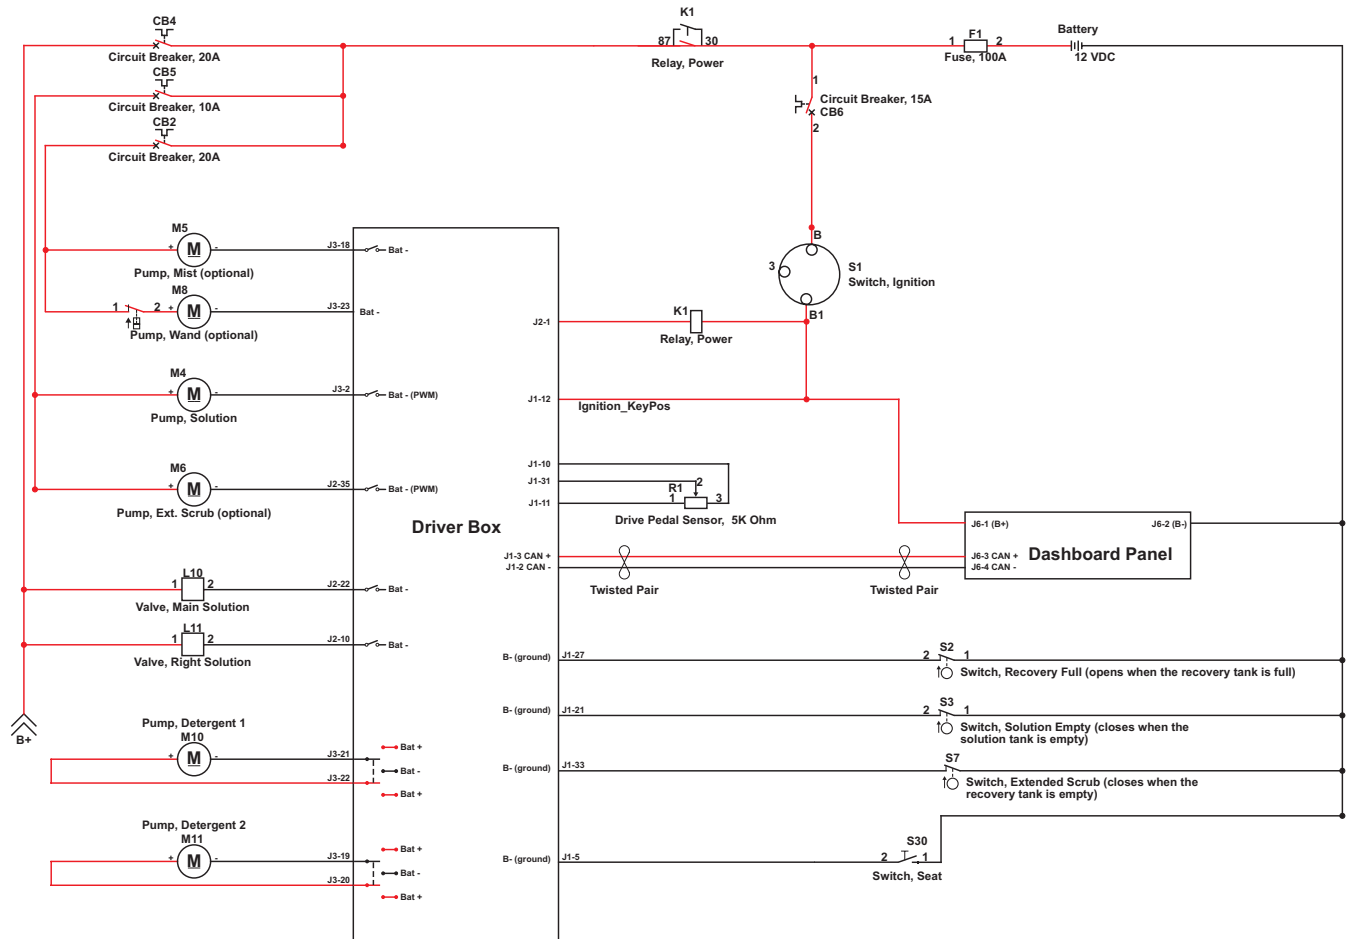 CB4
Circuit Breaker, 20A
CB5
Circuit Breaker, 10A
CB2
Circuit Breaker, 20A
K1
87 30
Relay, Power
1 F1 2
Fuse, 100A
Battery
12 VDC
1
Circuit Breaker, 15A
CB6
2
B
3
S1
Switch, Ignition
B1
K1
Relay, Power
M5
+ M -
Pump, Mist (optional)
J3-18
Bat -
M8
1 2 + M -
Pump, Wand (optional)
J3-23
Bat -
M4
+ M -
Pump, Solution
J3-2
Bat - (PWM)
M6
+ M -
Pump, Ext. Scrub (optional)
J2-35
Bat - (PWM)
L10
1 2
Valve, Main Solution
J2-22
Bat -
L11
1 2
Valve, Right Solution
J2-10
Bat -
B+
Pump, Detergent 1
M10
+ M -
J3-21
J3-22
Bat +
Bat -
Bat +
Pump, Detergent 2
M11
+ M -
J3-19
J3-20
Bat +
Bat -
Bat +
Driver Box
J2-1
J1-12
Ignition_KeyPos
J1-10
J1-31
J1-11
R1 2
1 3
Drive Pedal Sensor, 5K Ohm
J1-3 CAN +
J1-2 CAN -
Twisted Pair
Twisted Pair
J6-1 (B+)
J6-2 (B-)
J6-3 CAN +
J6-4 CAN -
Dashboard Panel
B- (ground)
J1-27
S2
2 1
Switch, Recovery Full (opens when the recovery tank is full)
B- (ground)
J1-21
S3
2 1
Switch, Solution Empty (closes when the
solution tank is empty)
B- (ground)
J1-33
S7
Switch, Extended Scrub (closes when the
recovery tank is empty)
B- (ground)
J1-5
S30
2 1
Switch, Seat